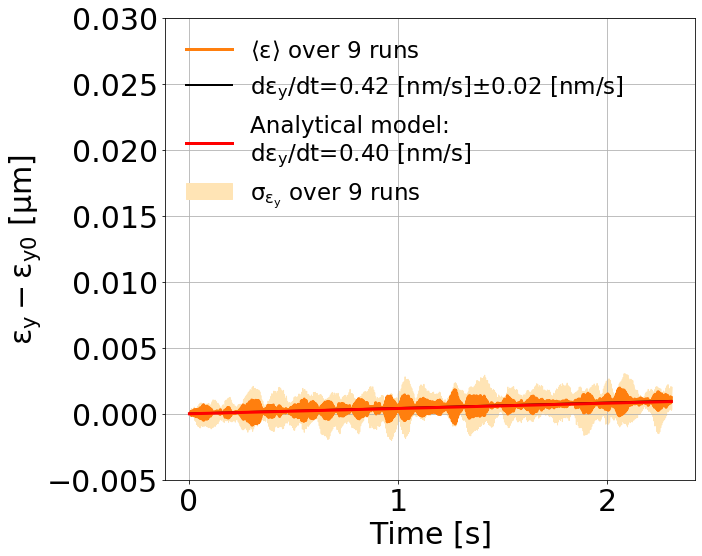 0.030
0.025
0.020
0.015
0.010
0.005
0.000
−0.005
εy − εy0 [μm]
⟨ε⟩ over 9 runs
dεy/dt=0.42 [nm/s]±0.02 [nm/s]
Analytical model:
dεy/dt=0.40 [nm/s]
σεy over 9 runs
0 1 2
Time [s]